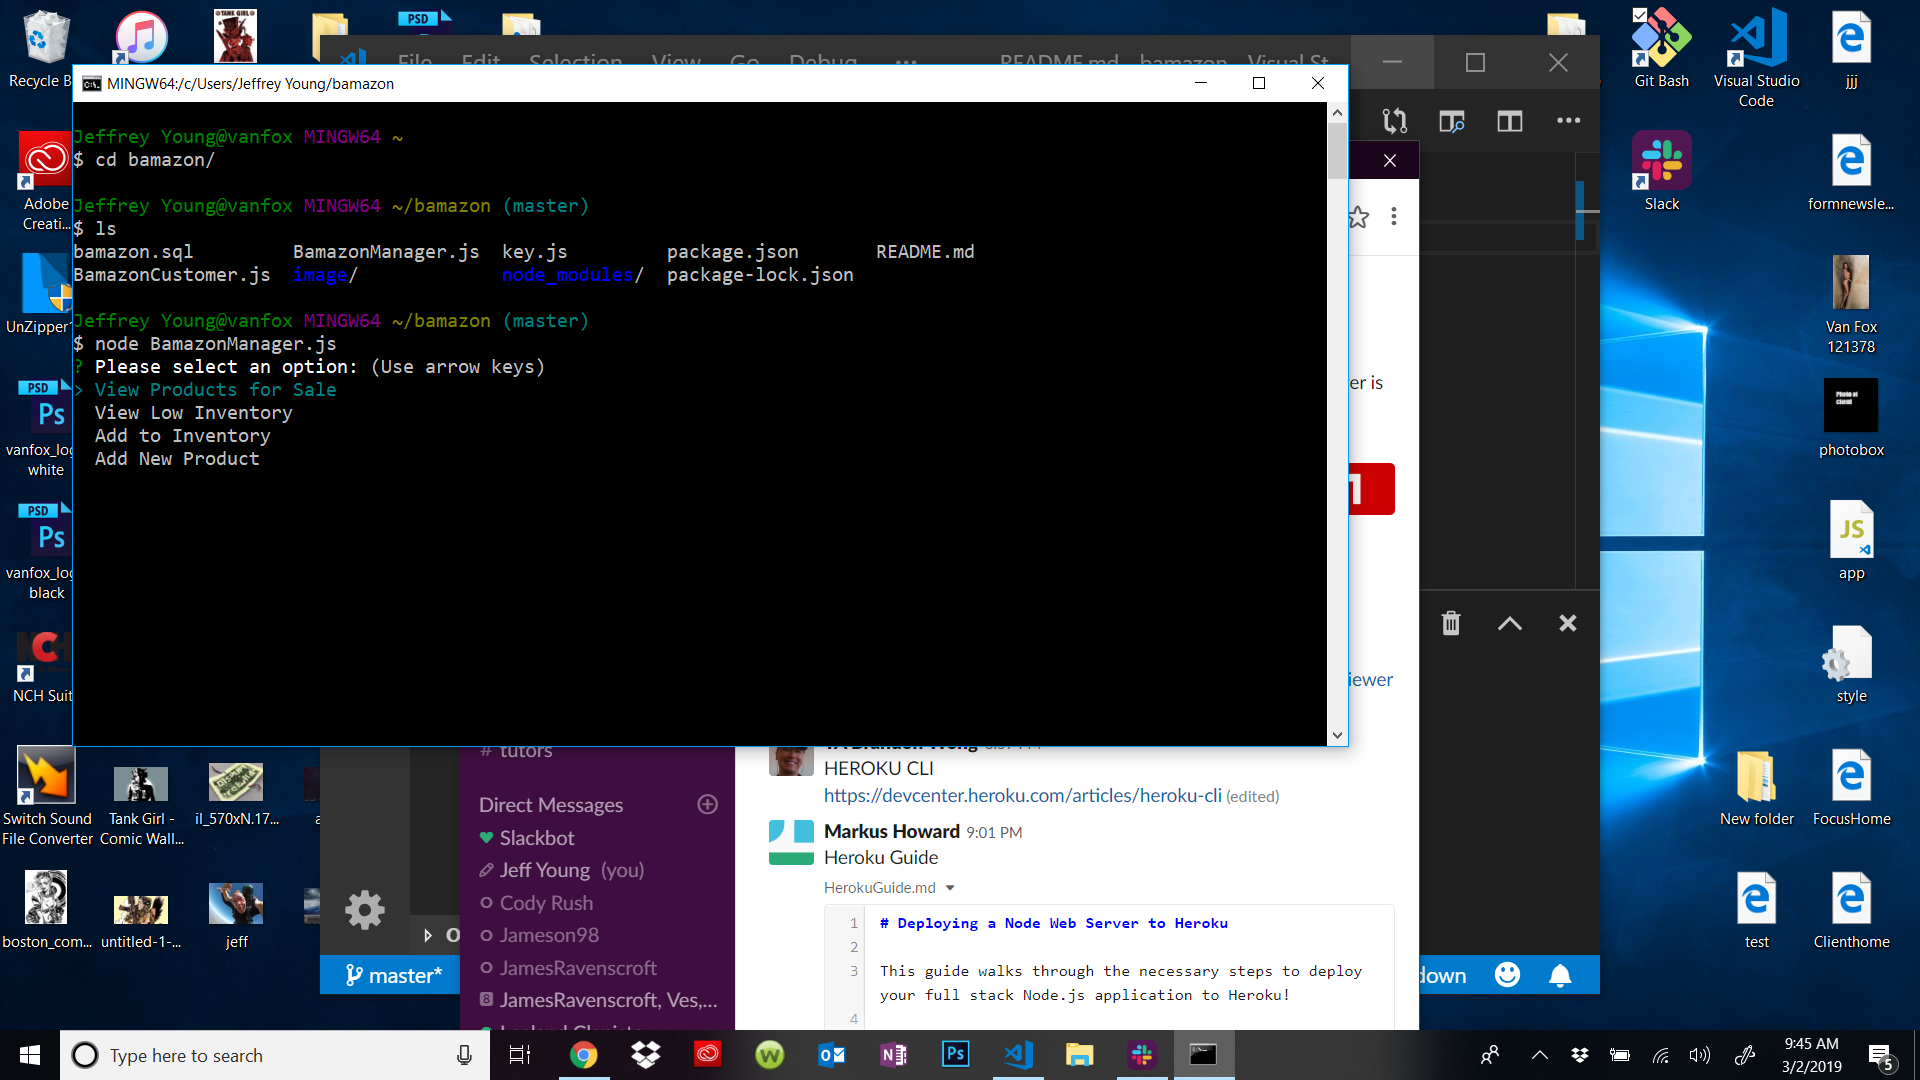 Recycle B
File Edit Selection View Go Debug ... README.md bamazon Visual St
Git Bash
Visual Studio
Code
jjj
MINGW64:/c/Users/Jeffrey Young/bamazon
Jeffrey Young@vanfox MINGW64 ~
$ cd bamazon/
Jeffrey Young@vanfox MINGW64 ~/bamazon (master)
$ ls
bamazon.sql BamazonManager.js key.js package.json README.md
BamazonCustomer.js image/ node_modules/ package-lock.json
Jeffrey Young@vanfox MINGW64 ~/bamazon (master)
$ node BamazonManager.js
? Please select an option: (Use arrow keys)
> View Products for Sale
View Low Inventory
Add to Inventory
Add New Product
Adobe
Creati...
UnZipper
PSD
Ps
vanfox_log
white
PSD
Ps
vanfox_log
black
NCH Suit
Switch Sound
File Converter
Tank Girl -
Comic Wall...
il_570xN.17...
boston_com...
untitled-1-...
jeff
PSD
TANK GIRL
Slack
formnewsle...
Van Fox
121378
photobox
JS
app
style
New folder
FocusHome
test
Clienthome
er is
iewer
# tutors
Direct Messages
Slackbot
Jeff Young (you)
Cody Rush
Jameson98
JamesRavenscroft
8 JamesRavenscroft, Ves,...
HEROKU CLI
https://devcenter.heroku.com/articles/heroku-cli (edited)
Markus Howard 9:01 PM
Heroku Guide
HerokuGuide.md
1 # Deploying a Node Web Server to Heroku
2
3 This guide walks through the necessary steps to deploy
your full stack Node.js application to Heroku!
4
O
master*
down
Type here to search
9:45 AM
3/2/2019
5